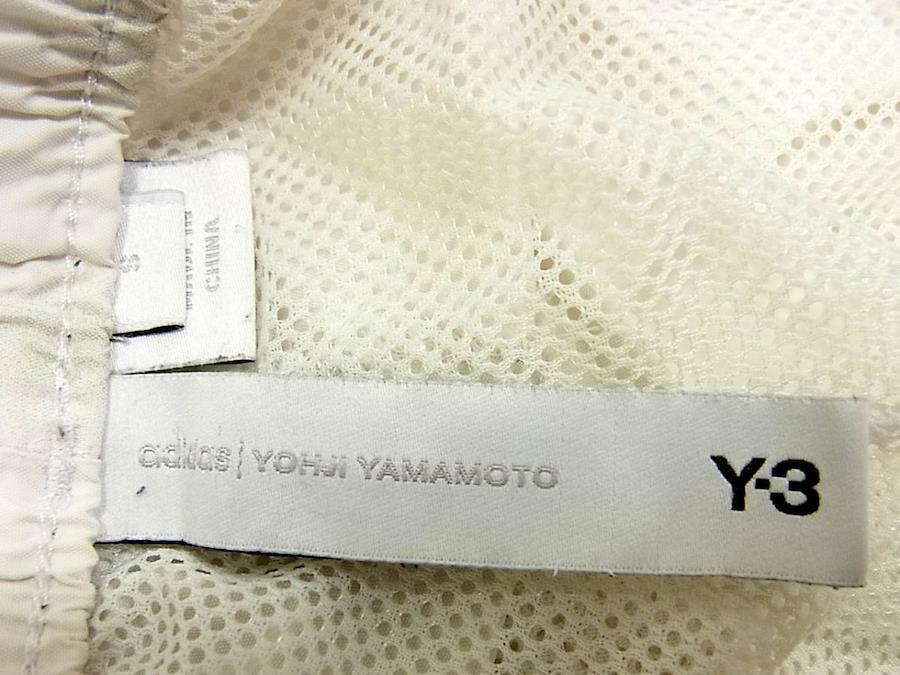 S
CHINA
adidas | YOHJI YAMAMOTO
Y-3